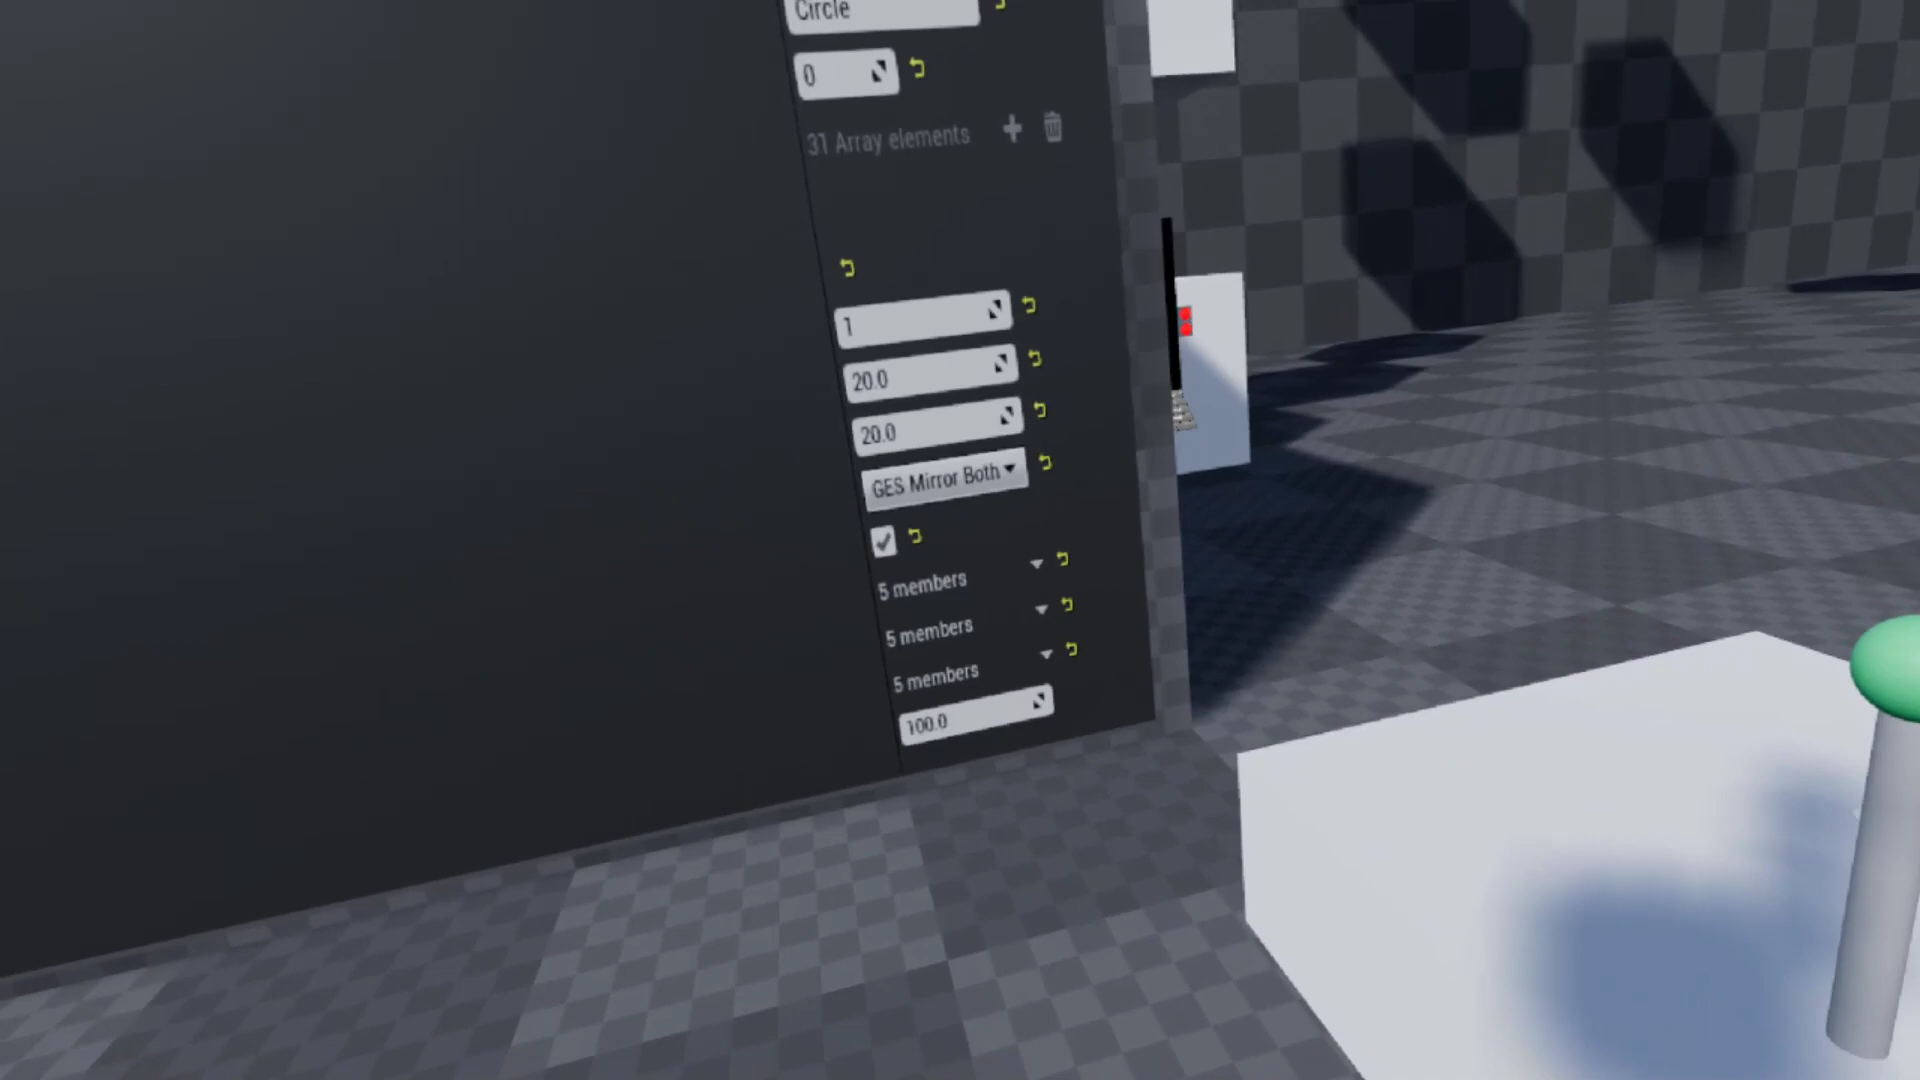 Circle
0
31 Array elements
1
20.0
20.0
GES Mirror Both
5 members
5 members
5 members
100.0